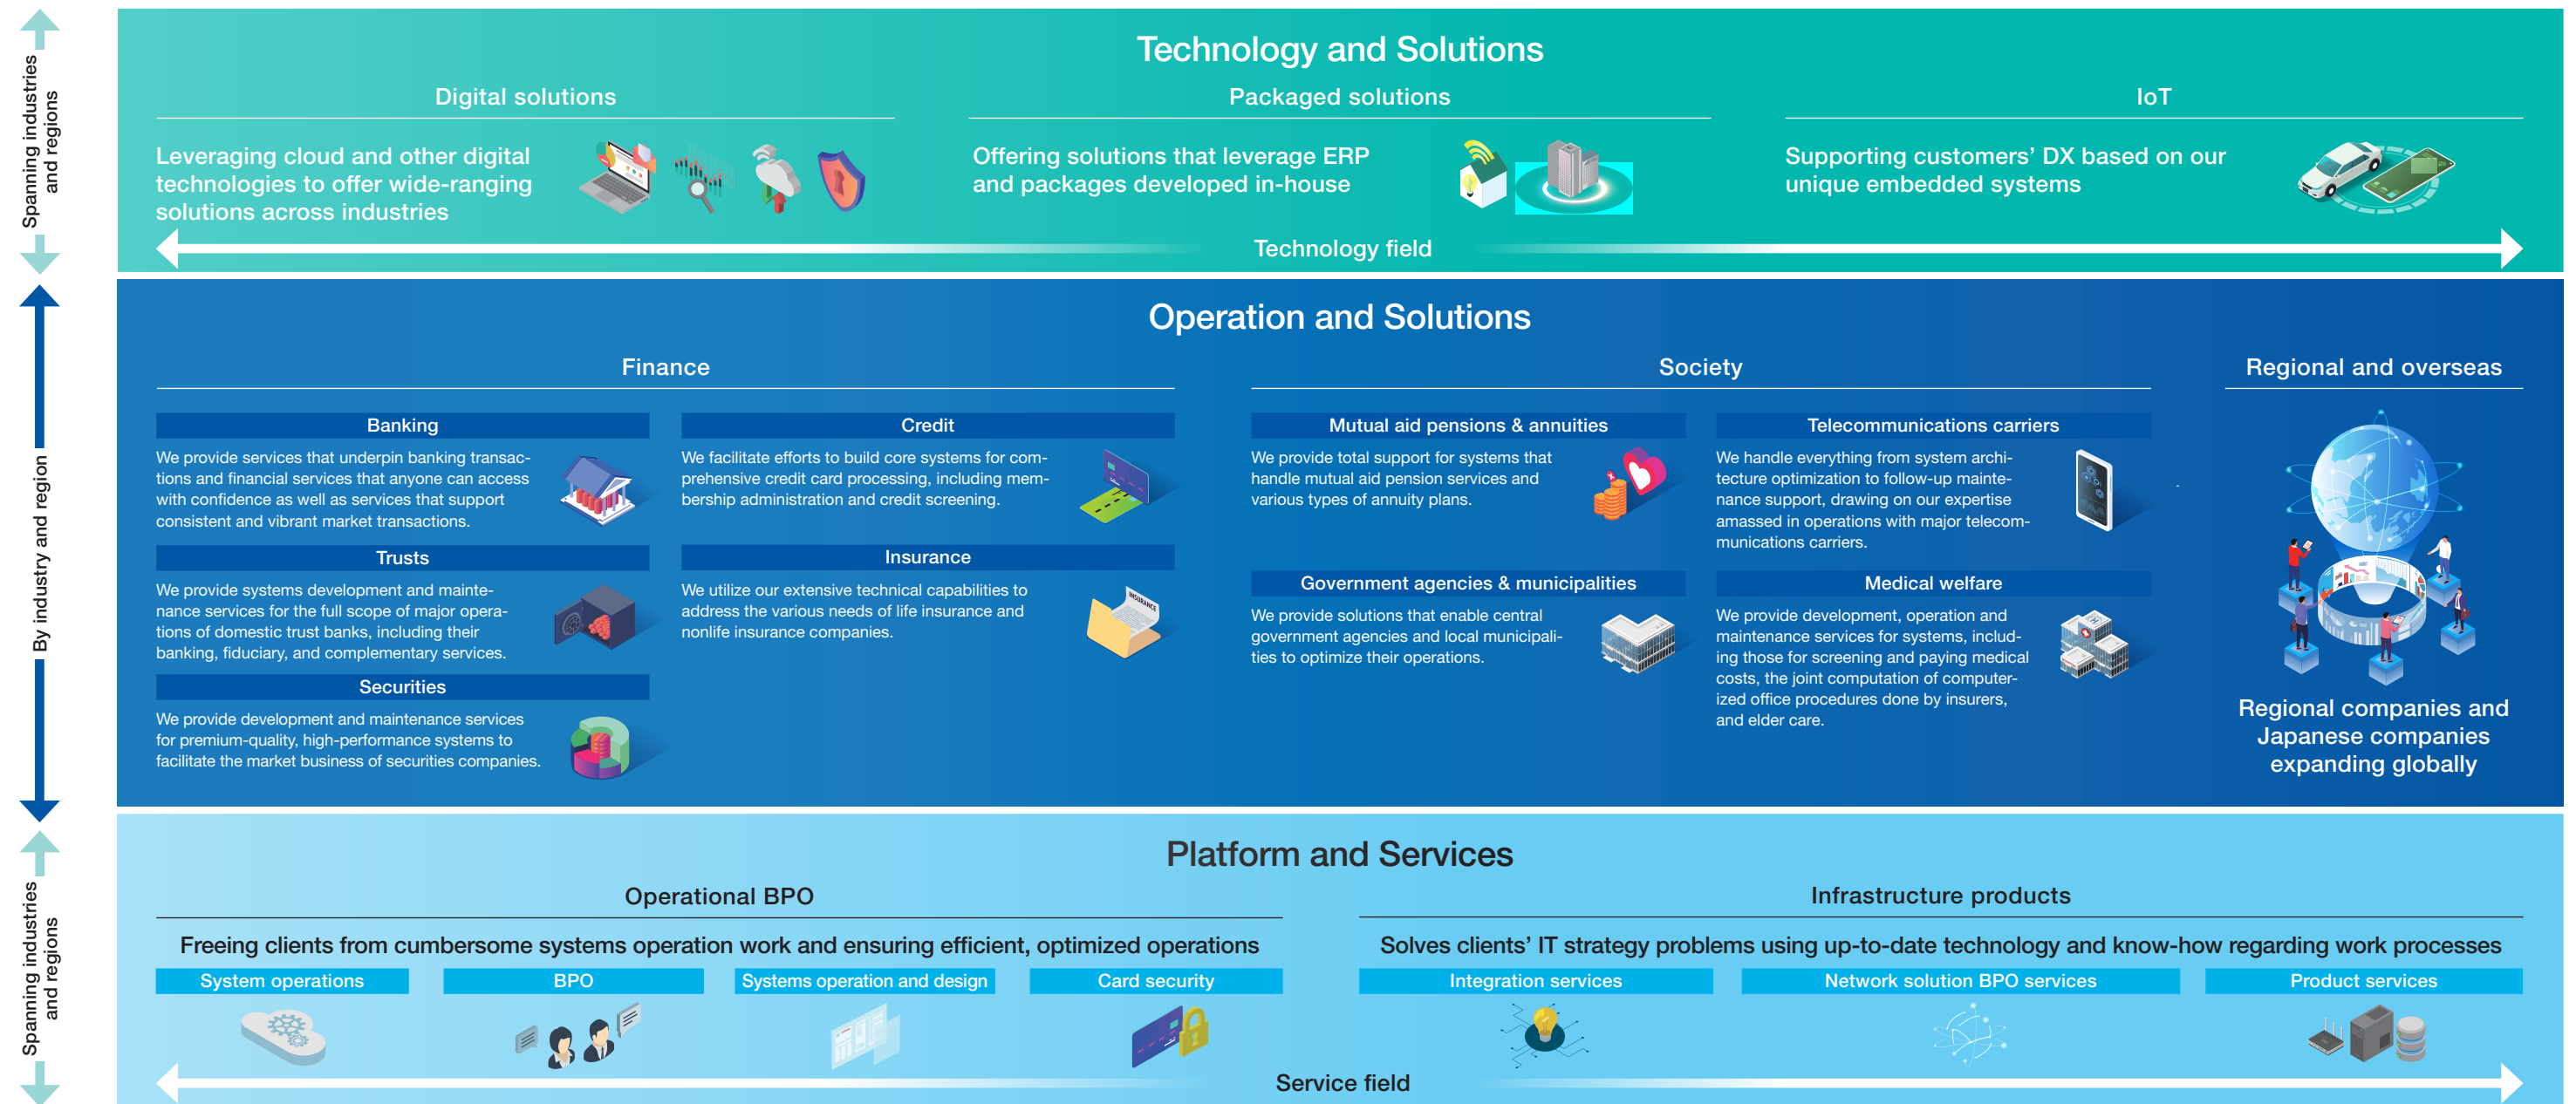 Spanning industries
and regions
Technology and Solutions
Digital solutions
Leveraging cloud and other digital
technologies to offer wide-ranging
solutions across industries
Packaged solutions
Offering solutions that leverage ERP
and packages developed in-house
IoT
Supporting customers’ DX based on our
unique embedded systems
Technology field
By industry and region
Operation and Solutions
Finance
Banking
We provide services that underpin banking transac-
tions and financial services that anyone can access
with confidence as well as services that support
consistent and vibrant market transactions.
Credit
We facilitate efforts to build core systems for com-
prehensive credit card processing, including mem-
bership administration and credit screening.
Trusts
We provide systems development and mainte-
nance services for the full scope of major opera-
tions of domestic trust banks, including their
banking, fiduciary, and complementary services.
Insurance
We utilize our extensive technical capabilities to
address the various needs of life insurance and
nonlife insurance companies.
INSURANCE
Securities
We provide development and maintenance services
for premium-quality, high-performance systems to
facilitate the market business of securities companies.
Society
Mutual aid pensions & annuities
We provide total support for systems that
handle mutual aid pension services and
various types of annuity plans.
Telecommunications carriers
We handle everything from system archi-
tecture optimization to follow-up mainte-
nance support, drawing on our expertise
amassed in operations with major telecom-
munications carriers.
Government agencies & municipalities
We provide solutions that enable central
government agencies and local municipali-
ties to optimize their operations.
Medical welfare
We provide development, operation and
maintenance services for systems, includ-
ing those for screening and paying medical
costs, the joint computation of computer-
ized office procedures done by insurers,
and elder care.
H
Regional and overseas
Regional companies and
Japanese companies
expanding globally
Spanning industries
and regions
Platform and Services
Operational BPO
Freeing clients from cumbersome systems operation work and ensuring efficient, optimized operations
System operations
BPO
Systems operation and design
Card security
Infrastructure products
Solves clients’ IT strategy problems using up-to-date technology and know-how regarding work processes
Integration services
Network solution BPO services
Product services
Service field